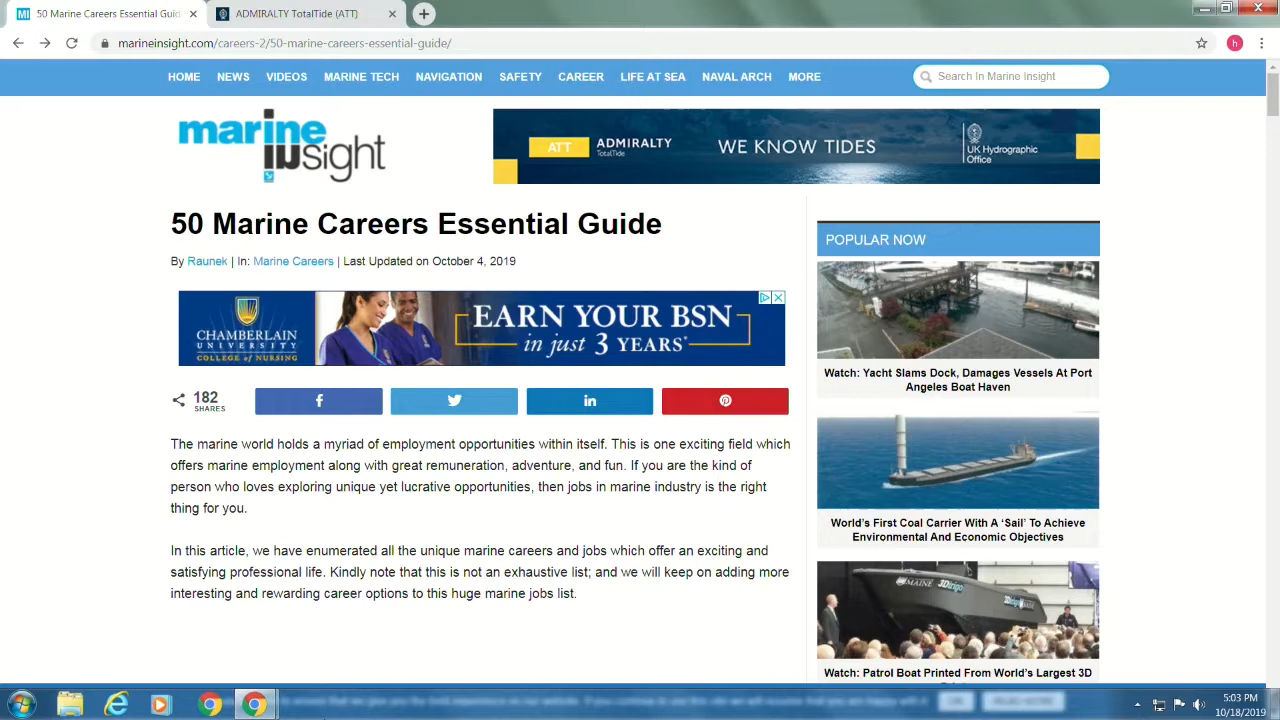 50 Marine Careers Essential Guid
ADMIRALTY TotalTide (ATT)
h
marineinsight.com/careers-2/50-marine-careers-essential-guide/
HOME NEWS VIDEOS MARINE TECH NAVIGATION SAFETY CAREER LIFE AT SEA NAVAL ARCH MORE
Search In Marine Insight
marine
insight
ATT ADMIRALTY
TotalTide
WE KNOW TIDES
UK Hydrographic
Office
50 Marine Careers Essential Guide
By Raunek | In: Marine Careers | Last Updated on October 4, 2019
CHAMBERLAIN
UNIVERSITY
COLLEGE OF NURSING
EARN YOUR BSN
in just 3 YEARS*
182
SHARES
The marine world holds a myriad of employment opportunities within itself. This is one exciting field which
offers marine employment along with great remuneration, adventure, and fun. If you are the kind of
person who loves exploring unique yet lucrative opportunities, then jobs in marine industry is the right
thing for you.
In this article, we have enumerated all the unique marine careers and jobs which offer an exciting and
satisfying professional life. Kindly note that this is not an exhaustive list; and we will keep on adding more
interesting and rewarding career options to this huge marine jobs list.
POPULAR NOW
Watch: Yacht Slams Dock, Damages Vessels At Port
Angeles Boat Haven
World's First Coal Carrier With A 'Sail' To Achieve
Environmental And Economic Objectives
MAINE 3Dirigo
Watch: Patrol Boat Printed From World's Largest 3D
5:03 PM
10/18/2019